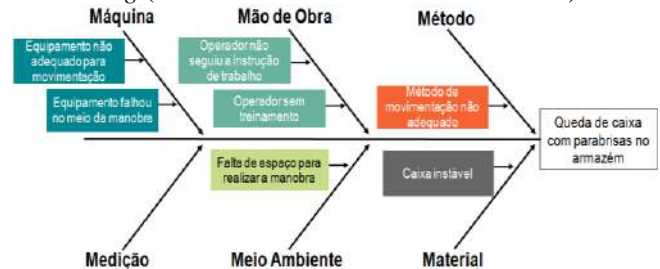 Máquina
Mão de Obra
Método
Equipamento não
adequado para
movimentação
Operador não
seguiu a instrução
de trabalho
Equipamento falhou
no meio da manobra
Operador sem
treinamento
Método de
movimentação não
adequado
Queda de caixa
com parabrisas no
armazém
Falta de espaço para
realizar a manobra
Caixa instável
Medição
Meio Ambiente
Material